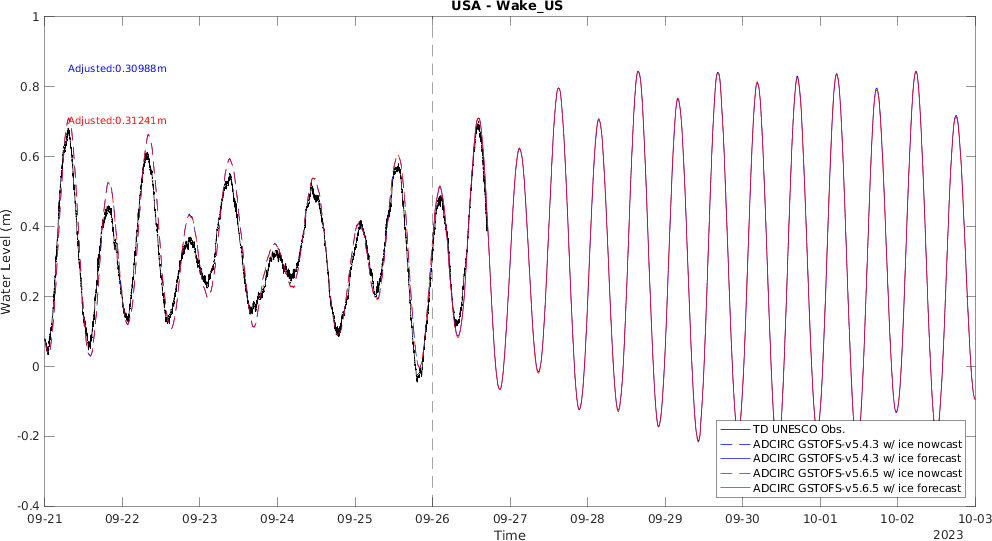 USA - Wake_US
Adjusted:0.30988m
Adjusted:0.31241m
Water Level (m)
1
0.8
0.6
0.4
0.2
0
-0.2
-0.4
TD UNESCO Obs.
ADCIRC GSTOFS-v5.4.3 w/ ice nowcast
ADCIRC GSTOFS-v5.4.3 w/ ice forecast
ADCIRC GSTOFS-v5.6.5 w/ ice nowcast
ADCIRC GSTOFS-v5.6.5 w/ ice forecast
09-21 09-22 09-23 09-24 09-25 09-26 09-27 09-28 09-29 09-30 10-01 10-02 10-03
Time
2023